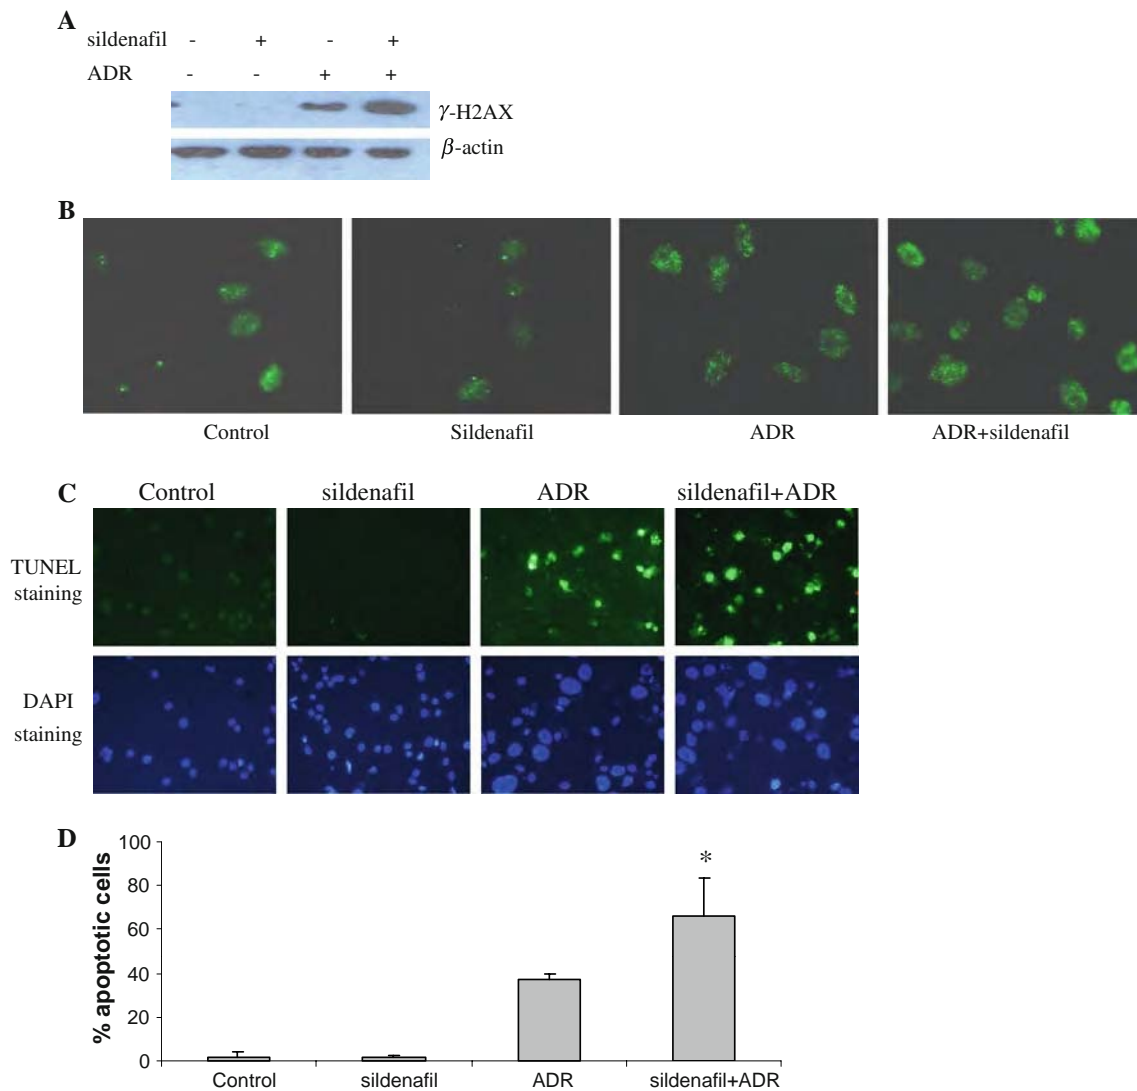 A
sildenafil - + - +
ADR - - + +
γ-H2AX
β-actin
B
Control Sildenafil ADR ADR+sildenafil
C
Control sildenafil ADR sildenafil+ADR
TUNEL
staining
DAPI
staining
D
% apoptotic cells
100
80
60
40
20
0
*
Control sildenafil ADR sildenafil+ADR